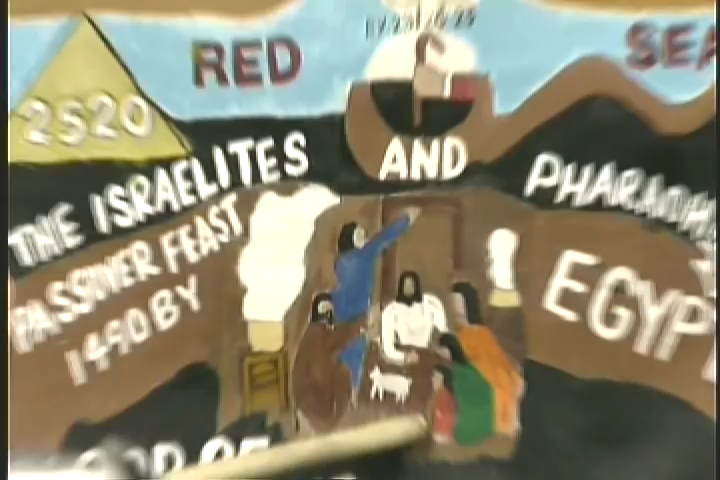 RED SEA
2520
THE ISRAELITES AND PHARAOH
PASSOVER FEAST
1490 BY
EGYPT